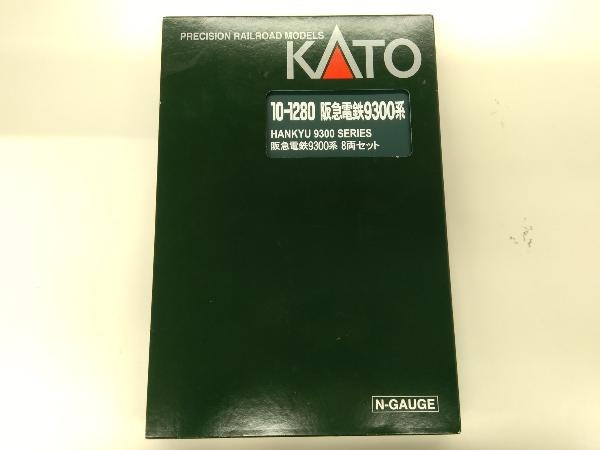 PRECISION RAILROAD MODELS
KATO
10-1280 阪急電鉄9300系
HANKYU 9300 SERIES
阪急電鉄9300系 8両セット
N-GAUGE